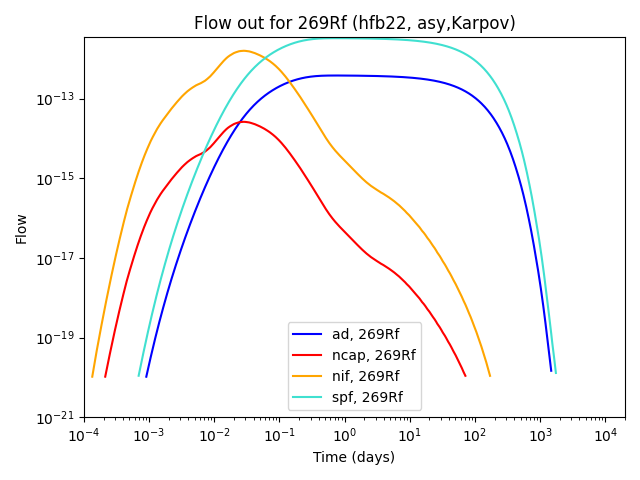 Flow out for 269Rf (hfb22, asy,Karpov)
10^−13
10^−15
10^−17
10^−19
10^−21
Flow
ad, 269Rf
ncap, 269Rf
nif, 269Rf
spf, 269Rf
10^−4 10^−3 10^−2 10^−1 10^0 10^1 10^2 10^3 10^4
Time (days)